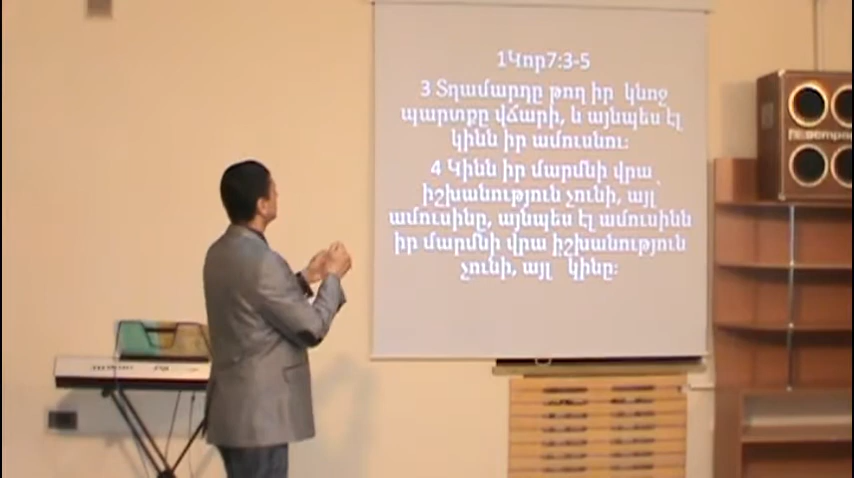 1Կոր7:3-5
3 Տղամարդը թող իր կնոջ
պարտքը վճարի, և այնպես էլ
կինն իր ամուսնու։
4 Կինն իր մարմնի վրա
իշխանություն չունի, այլ
ամուսինը, այնպես էլ ամուսինն
իր մարմնի վրա իշխանություն
չունի, այլ կինը։